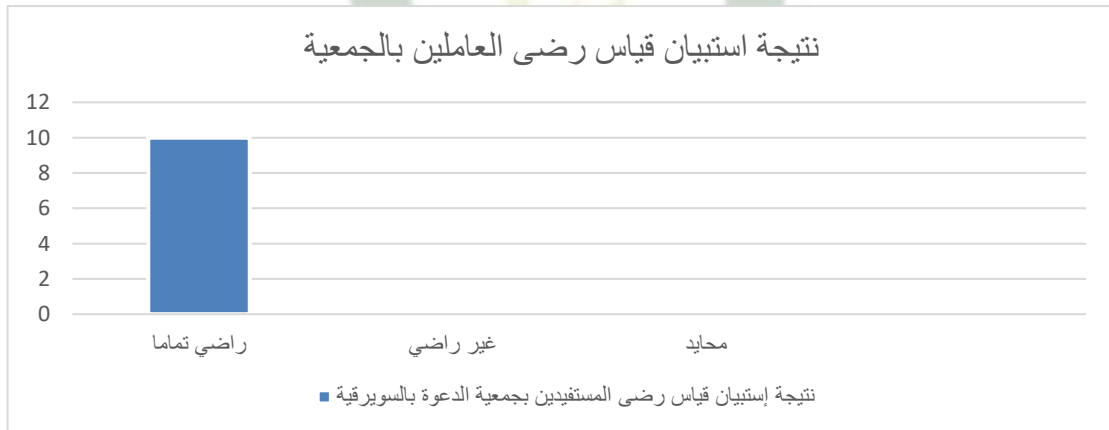 نتيجة استبيان قياس رضى العاملين بالجمعية
12
10
8
6
4
2
0
راضي تماما
غير راضي
محايد
نتيجة إستبيان قياس رضى المستفيدين بجمعية الدعوة بالسويرقية